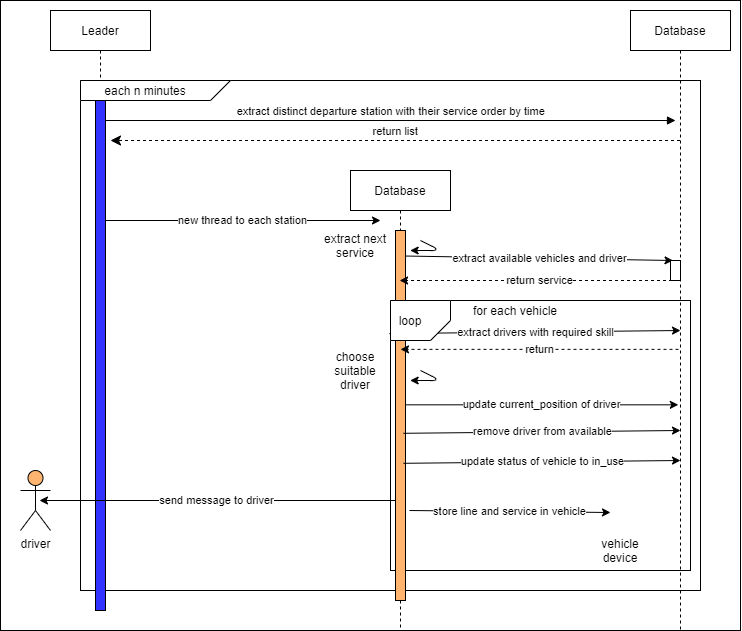 Leader
Database
each n minutes
extract distinct departure station with their service order by time
return list
Database
new thread to each station
extract next
service
extract available vehicles and driver
return service
for each vehicle
loop
extract drivers with required skill
return
choose
suitable
driver
update current_position of driver
remove driver from available
update status of vehicle to in_use
send message to driver
store line and service in vehicle
driver
vehicle
device